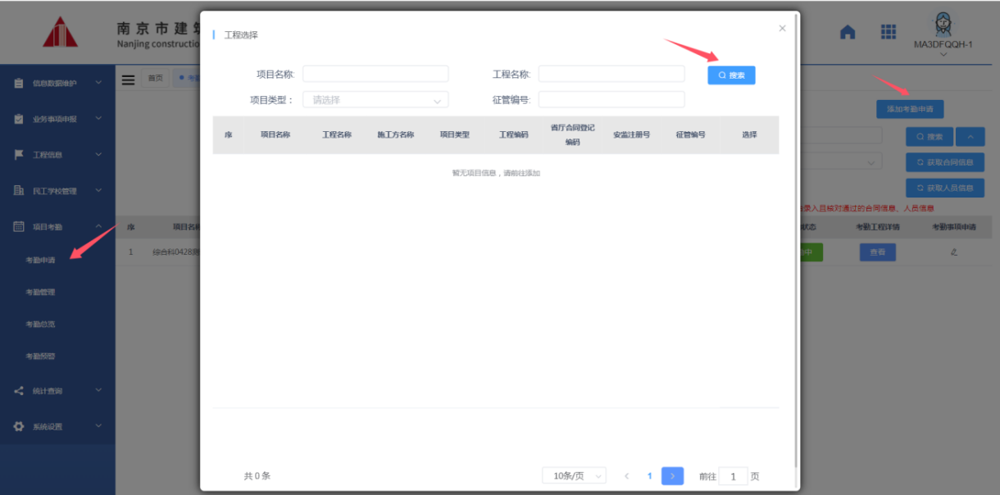 南京市建筑
Nanjing constructio
MA3DFQQH-1
信息数据维护
业务事项申报
工程信息
民工学校管理
项目考勤
考勤申请
考勤管理
考勤总览
考勤预警
统计查询
系统设置
首页
添加考勤申请
搜索
获取合同信息
获取人员信息
录入且核对通过的合同信息、人员信息
序 项目名称 状态 考勤工程详情 考勤事项申请
1 综合科0428 中 查看
工程选择
项目名称: 工程名称: 搜索
项目类型: 请选择 征管编号:
序 项目名称 工程名称 施工方名称 项目类型 工程编码 省厅合同登记编码 安监注册号 征管编号 选择
暂无项目信息，请前往添加
共 0 条 10条/页 1 前往 1 页